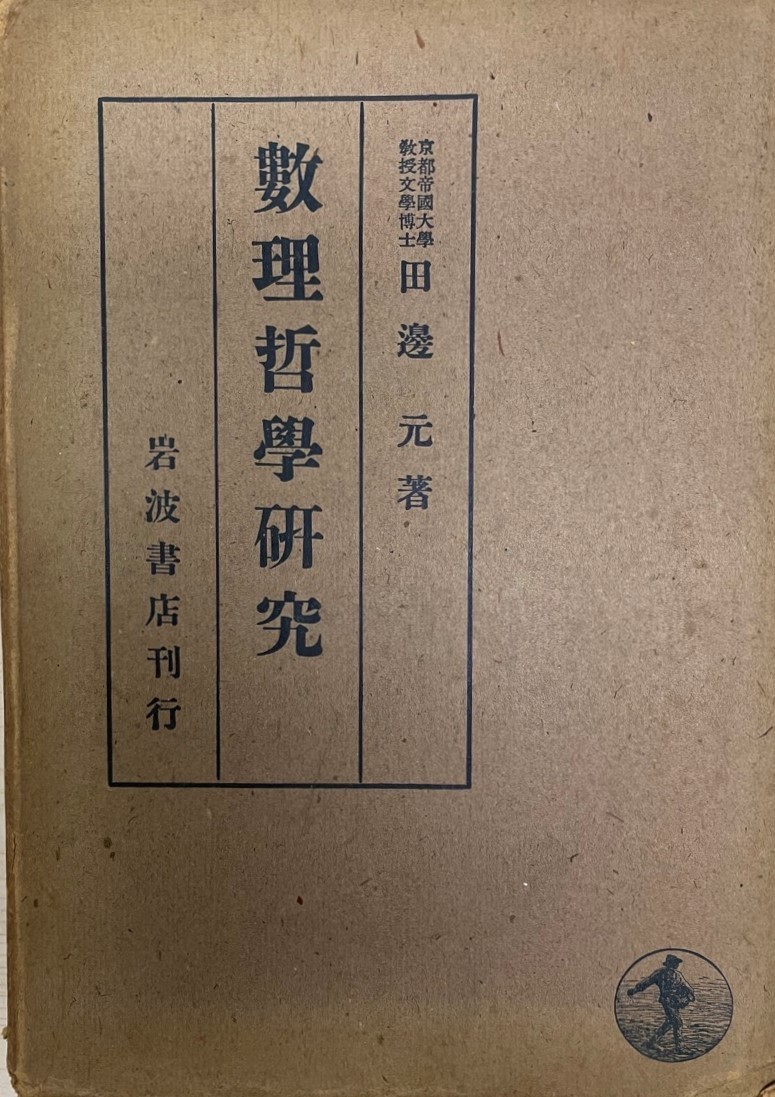 京都帝國大學
敎授文學博士
田邊元著
數理哲學研究
岩波書店刊行